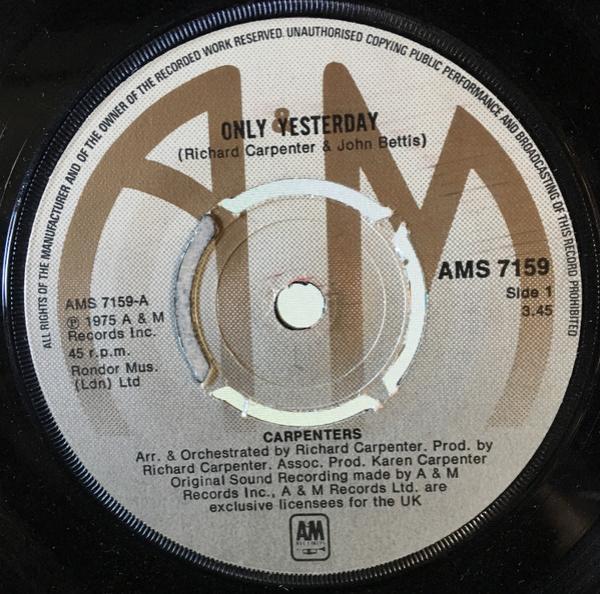 ALL RIGHTS OF THE MANUFACTURER AND OF THE OWNER OF THE RECORDED WORK RESERVED. UNAUTHORISED COPYING PUBLIC PERFORMANCE AND BROADCASTING OF THIS RECORD PROHIBITED
A&M
ONLY YESTERDAY
(Richard Carpenter & John Bettis)
AMS 7159
Side 1
3.45
AMS 7159-A
℗ 1975 A & M
Records Inc.
45 r.p.m.
Rondor Mus.
(Ldn) Ltd
CARPENTERS
Arr. & Orchestrated by Richard Carpenter. Prod. by
Richard Carpenter. Assoc. Prod. Karen Carpenter
Original Sound Recording made by A & M
Records Inc., A & M Records Ltd. are
exclusive licensees for the UK
AM
RECORDS